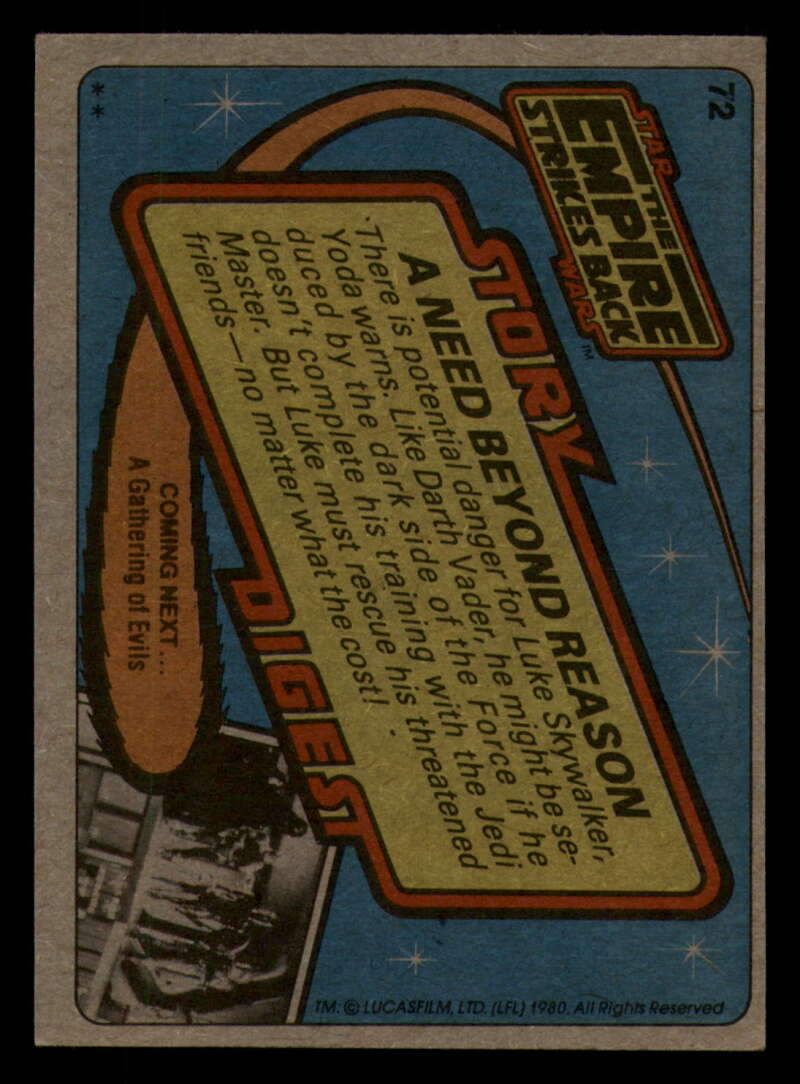 72
STAR
THE
EMPIRE
STRIKES BACK
WARS™
STORY
A NEED BEYOND REASON
There is potential danger for Luke Skywalker,
Yoda warns. Like Darth Vader, he might be se-
duced by the dark side of the Force if he
doesn't complete his training with the Jedi
Master. But Luke must rescue his threatened
friends—no matter what the cost!
DIGEST
COMING NEXT...
A Gathering of Evils
TM: © LUCASFILM, LTD. (LFL) 1980. All Rights Reserved
**